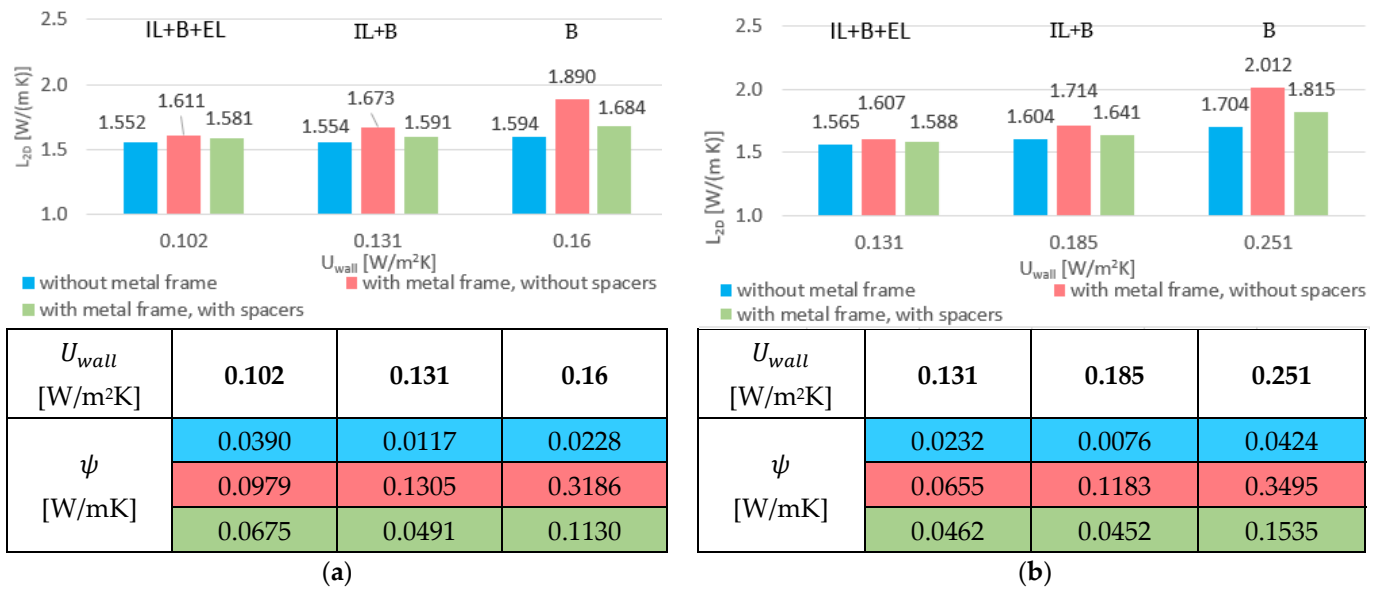 2.5
IL+B+EL IL+B B
2.0
1.890
1.611 1.673 1.684
1.552 1.581 1.554 1.591 1.594
1.5
1.0
L2D [W/(m K)]
0.102 0.131 0.16
Uwall [W/m²K]
without metal frame with metal frame, without spacers
with metal frame, with spacers
Uwall
[W/m²K] 0.102 0.131 0.16
ψ
[W/mK]
0.0390 0.0117 0.0228
0.0979 0.1305 0.3186
0.0675 0.0491 0.1130
(a)
2.5
IL+B+EL IL+B B
2.012
2.0
1.714 1.815
1.607 1.704
1.565 1.588 1.604 1.641
1.5
1.0
L2D [W/(m K)]
0.131 0.185 0.251
Uwall [W/m²K]
without metal frame with metal frame, without spacers
with metal frame, with spacers
Uwall
[W/m²K] 0.131 0.185 0.251
ψ
[W/mK]
0.0232 0.0076 0.0424
0.0655 0.1183 0.3495
0.0462 0.0452 0.1535
(b)